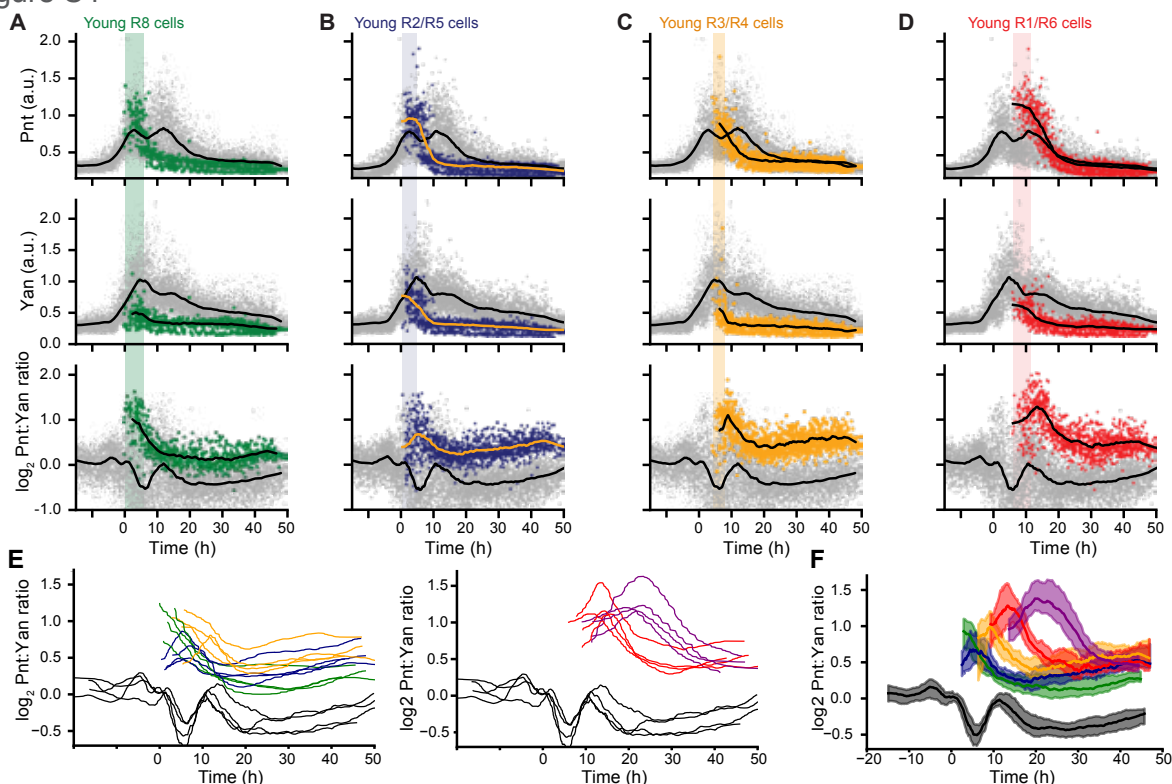 A Young R8 cells
B Young R2/R5 cells
C Young R3/R4 cells
D Young R1/R6 cells
Pnt (a.u.)
2.0
1.5
1.0
0.5
Yan (a.u.)
2.0
1.5
1.0
0.5
0.0
log2 Pnt:Yan ratio
2.0
1.0
0.0
-1.0
0 10 20 30 40 50
0 10 20 30 40 50
0 10 20 30 40 50
0 10 20 30 40 50
Time (h)
Time (h)
Time (h)
Time (h)
E
F
log2 Pnt:Yan ratio
1.5
1.0
0.5
0.0
−0.5
0 10 20 30 40 50
Time (h)
log2 Pnt:Yan ratio
1.5
1.0
0.5
0.0
−0.5
0 10 20 30 40 50
Time (h)
log2 Pnt:Yan ratio
1.5
1.0
0.5
0.0
−0.5
−20 −10 0 10 20 30 40 50
Time (h)